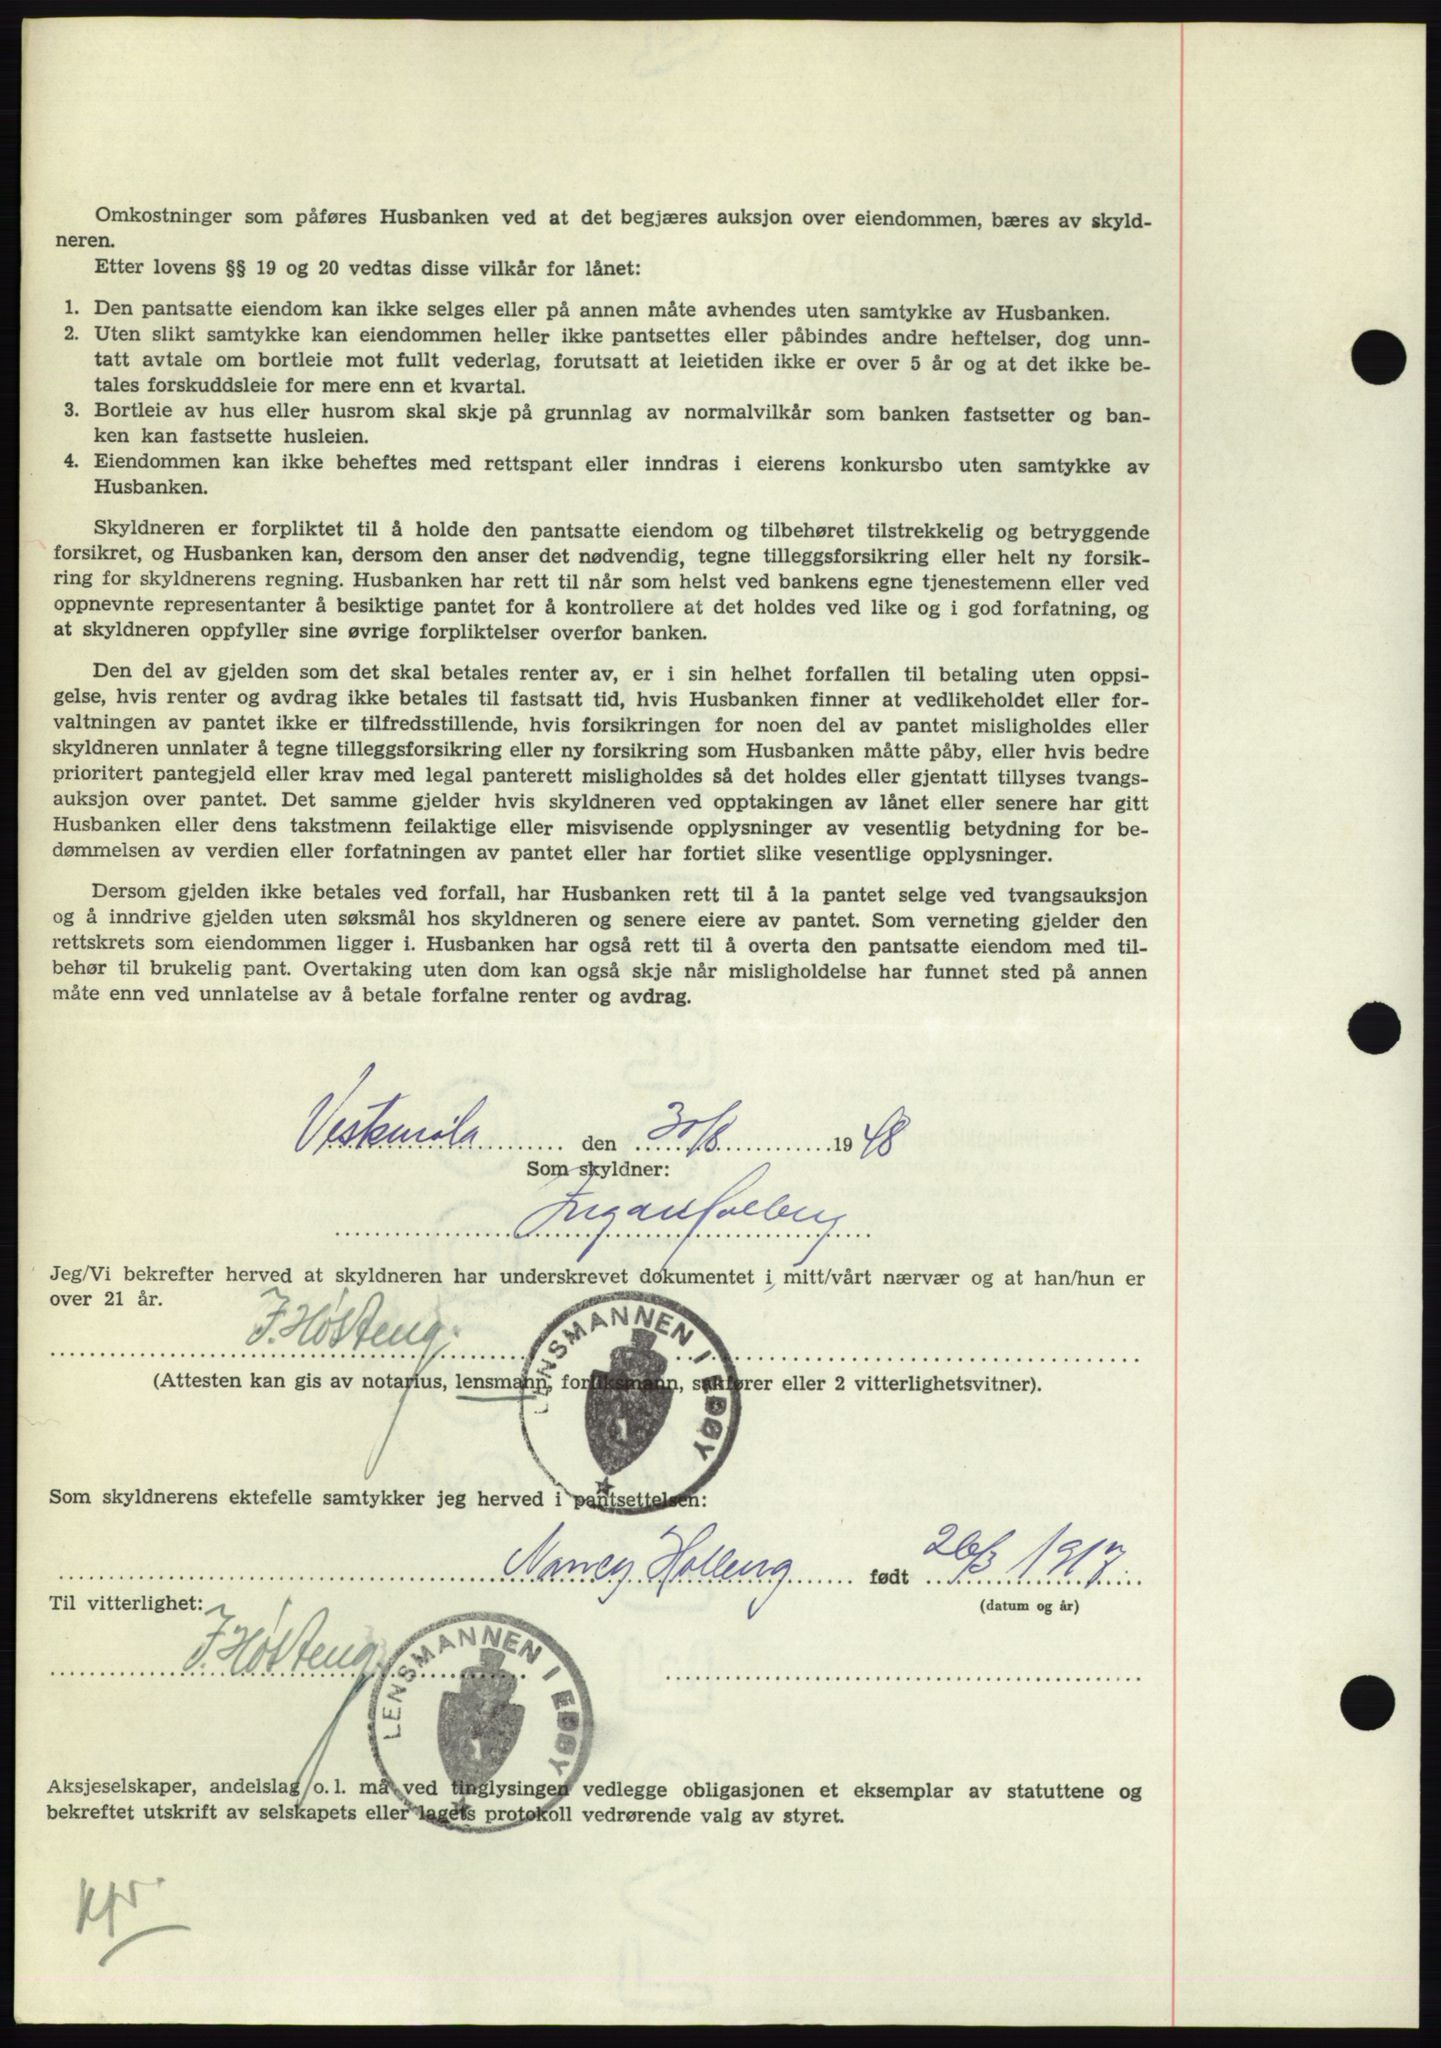 Omkostninger som påføres Husbanken ved at det begjæres auksjon over eiendommen, bæres av skyld-
neren.
Etter lovens §§ 19 og 20 vedtas disse vilkår for lånet:
1. Den pantsatte eiendom kan ikke selges eller på annen måte avhendes uten samtykke av Husbanken.
2. Uten slikt samtykke kan eiendommen heller ikke pantsettes eller påbindes andre heftelser, dog unn-
tatt avtale om bortleie mot fullt vederlag, forutsatt at leietiden ikke er over 5 år og at det ikke be-
tales forskuddsleie for mere enn et kvartal.
3. Bortleie av hus eller husrom skal skje på grunnlag av normalvilkår som banken fastsetter og ban-
ken kan fastsette husleien.
4. Eiendommen kan ikke beheftes med rettspant eller inndras i eierens konkursbo uten samtykke av
Husbanken.
Skyldneren er forpliktet til å holde den pantsatte eiendom og tilbehøret tilstrekkelig og betryggende
forsikret, og Husbanken kan, dersom den anser det nødvendig, tegne tilleggsforsikring eller helt ny forsik-
ring for skyldnerens regning. Husbanken har rett til når som helst ved bankens egne tjenestemenn eller ved
oppnevnte representanter å besiktige pantet for å kontrollere at det holdes ved like og i god forfatning, og
at skyldneren oppfyller sine øvrige forpliktelser overfor banken.
Den del av gjelden som det skal betales renter av, er i sin helhet forfallen til betaling uten oppsi-
gelse, hvis renter og avdrag ikke betales til fastsatt tid, hvis Husbanken finner at vedlikeholdet eller for-
valtningen av pantet ikke er tilfredsstillende, hvis forsikringen for noen del av pantet misligholdes eller
skyldneren unnlater å tegne tilleggsforsikring eller ny forsikring som Husbanken måtte påby, eller hvis bedre
prioritert pantegjeld eller krav med legal panterett misligholdes så det holdes eller gjentatt tillyses tvangs-
auksjon over pantet. Det samme gjelder hvis skyldneren ved opptakingen av lånet eller senere har gitt
Husbanken eller dens takstmenn feilaktige eller misvisende opplysninger av vesentlig betydning for be-
dømmelsen av verdien eller forfatningen av pantet eller har fortiet slike vesentlige opplysninger.
Dersom gjelden ikke betales ved forfall, har Husbanken rett til å la pantet selge ved tvangsauksjon
og å inndrive gjelden uten søksmål hos skyldneren og senere eiere av pantet. Som verneting gjelder den
rettskrets som eiendommen ligger i. Husbanken har også rett til å overta den pantsatte eiendom med til-
behør til brukelig pant. Overtaking uten dom kan også skje når misligholdelse har funnet sted på annen
måte enn ved unnlatelse av å betale forfalne renter og avdrag.
den 30/8 1948
Som skyldner:
Jeg/Vi bekrefter herved at skyldneren har underskrevet dokumentet i mitt/vårt nærvær og at han/hun er
over 21 år.
J. Høsteng.
LENSMANNEN I EDØY
(Attesten kan gis av notarius, lensmann, forliksmann, sakfører eller 2 vitterlighetsvitner).
Som skyldnerens ektefelle samtykker jeg herved i pantsettelsen:
Nancy født 26/3 1917
Til vitterlighet: (datum og år)
J. Høsteng.
LENSMANNEN I EDØY
Aksjeselskaper, andelslag o. l. må ved tinglysingen vedlegge obligasjonen et eksemplar av statuttene og
bekreftet utskrift av selskapets eller lagets protokoll vedrørende valg av styret.